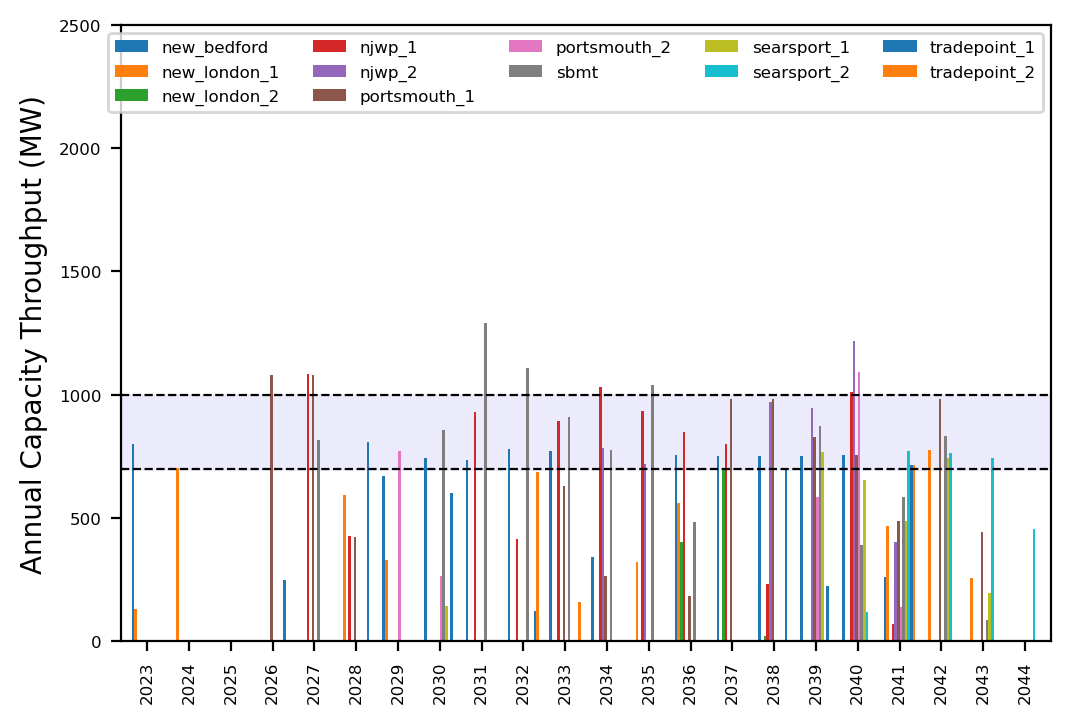 2500
2000
1500
1000
500
0
Annual Capacity Throughput (MW)
new_bedford
new_london_1
new_london_2
njwp_1
njwp_2
portsmouth_1
portsmouth_2
sbmt
searsport_1
searsport_2
tradepoint_1
tradepoint_2
2023
2024
2025
2026
2027
2028
2029
2030
2031
2032
2033
2034
2035
2036
2037
2038
2039
2040
2041
2042
2043
2044